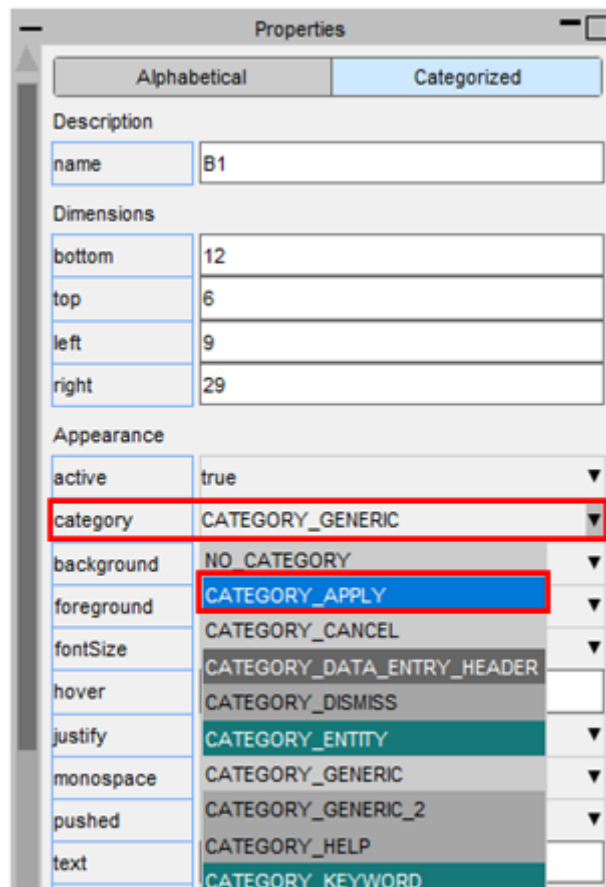 Properties
Alphabetical Categorized
Description
name B1
Dimensions
bottom 12
top 6
left 9
right 29
Appearance
active true
category CATEGORY_GENERIC
background NO_CATEGORY
foreground CATEGORY_APPLY
fontSize CATEGORY_CANCEL
hover CATEGORY_DATA_ENTRY_HEADER
CATEGORY_DISMISS
justify CATEGORY_ENTITY
monospace CATEGORY_GENERIC
pushed CATEGORY_GENERIC_2
text CATEGORY_HELP
CATEGORY_KEYWORD